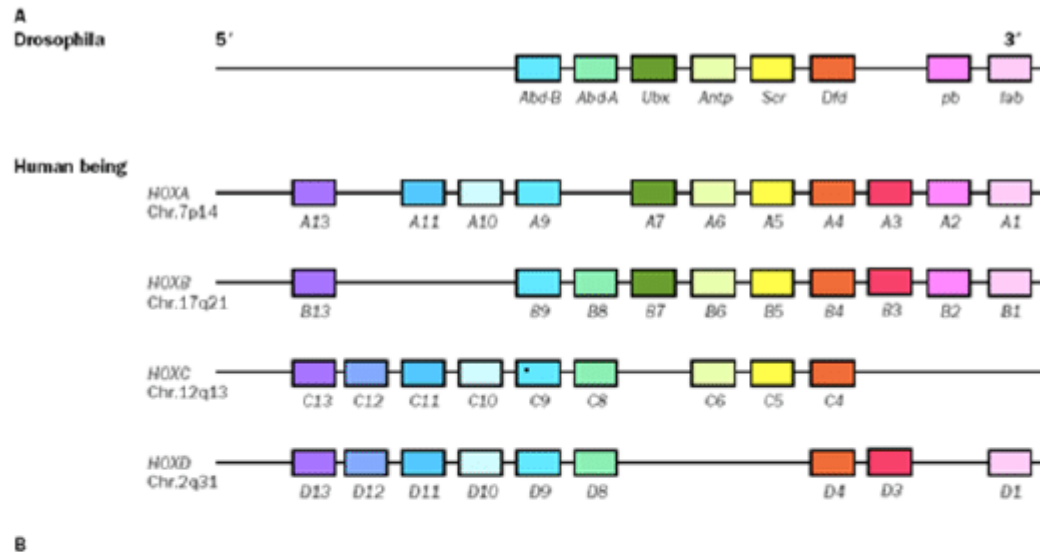 A
Drosophila 5′ 3′
Abd-B Abd-A Ubx Antp Scr Dfd pb lab
Human being
HOXA
Chr.7p14
A13 A11 A10 A9 A7 A6 A5 A4 A3 A2 A1
HOXB
Chr.17q21
B13 B9 B8 B7 B6 B5 B4 B3 B2 B1
HOXC
Chr.12q13
C13 C12 C11 C10 C9 C8 C6 C5 C4
HOXD
Chr.2q31
D13 D12 D11 D10 D9 D8 D4 D3 D1
B